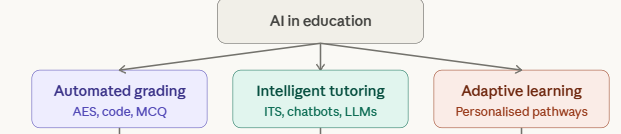 AI in education
Automated grading
AES, code, MCQ
Intelligent tutoring
ITS, chatbots, LLMs
Adaptive learning
Personalised pathways